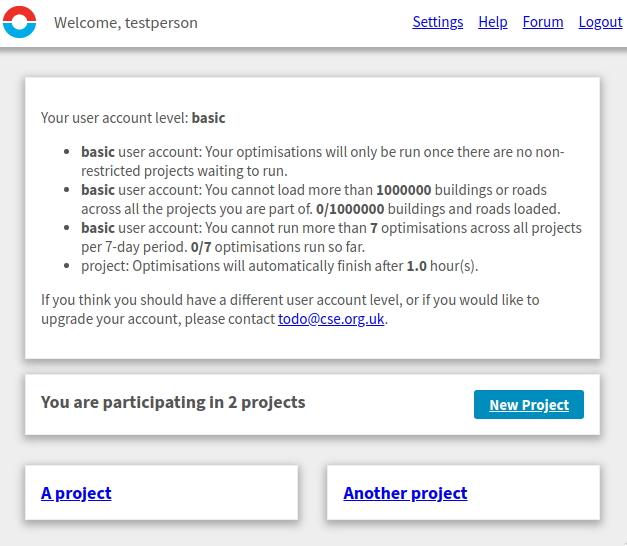 Welcome, testperson
Settings Help Forum Logout
Your user account level: basic
basic user account: Your optimisations will only be run once there are no non-
restricted projects waiting to run.
basic user account: You cannot load more than 1000000 buildings or roads
across all the projects you are part of. 0/1000000 buildings and roads loaded.
basic user account: You cannot run more than 7 optimisations across all projects
per 7-day period. 0/7 optimisations run so far.
project: Optimisations will automatically finish after 1.0 hour(s).
If you think you should have a different user account level, or if you would like to
upgrade your account, please contact todo@cse.org.uk.
You are participating in 2 projects
New Project
A project
Another project